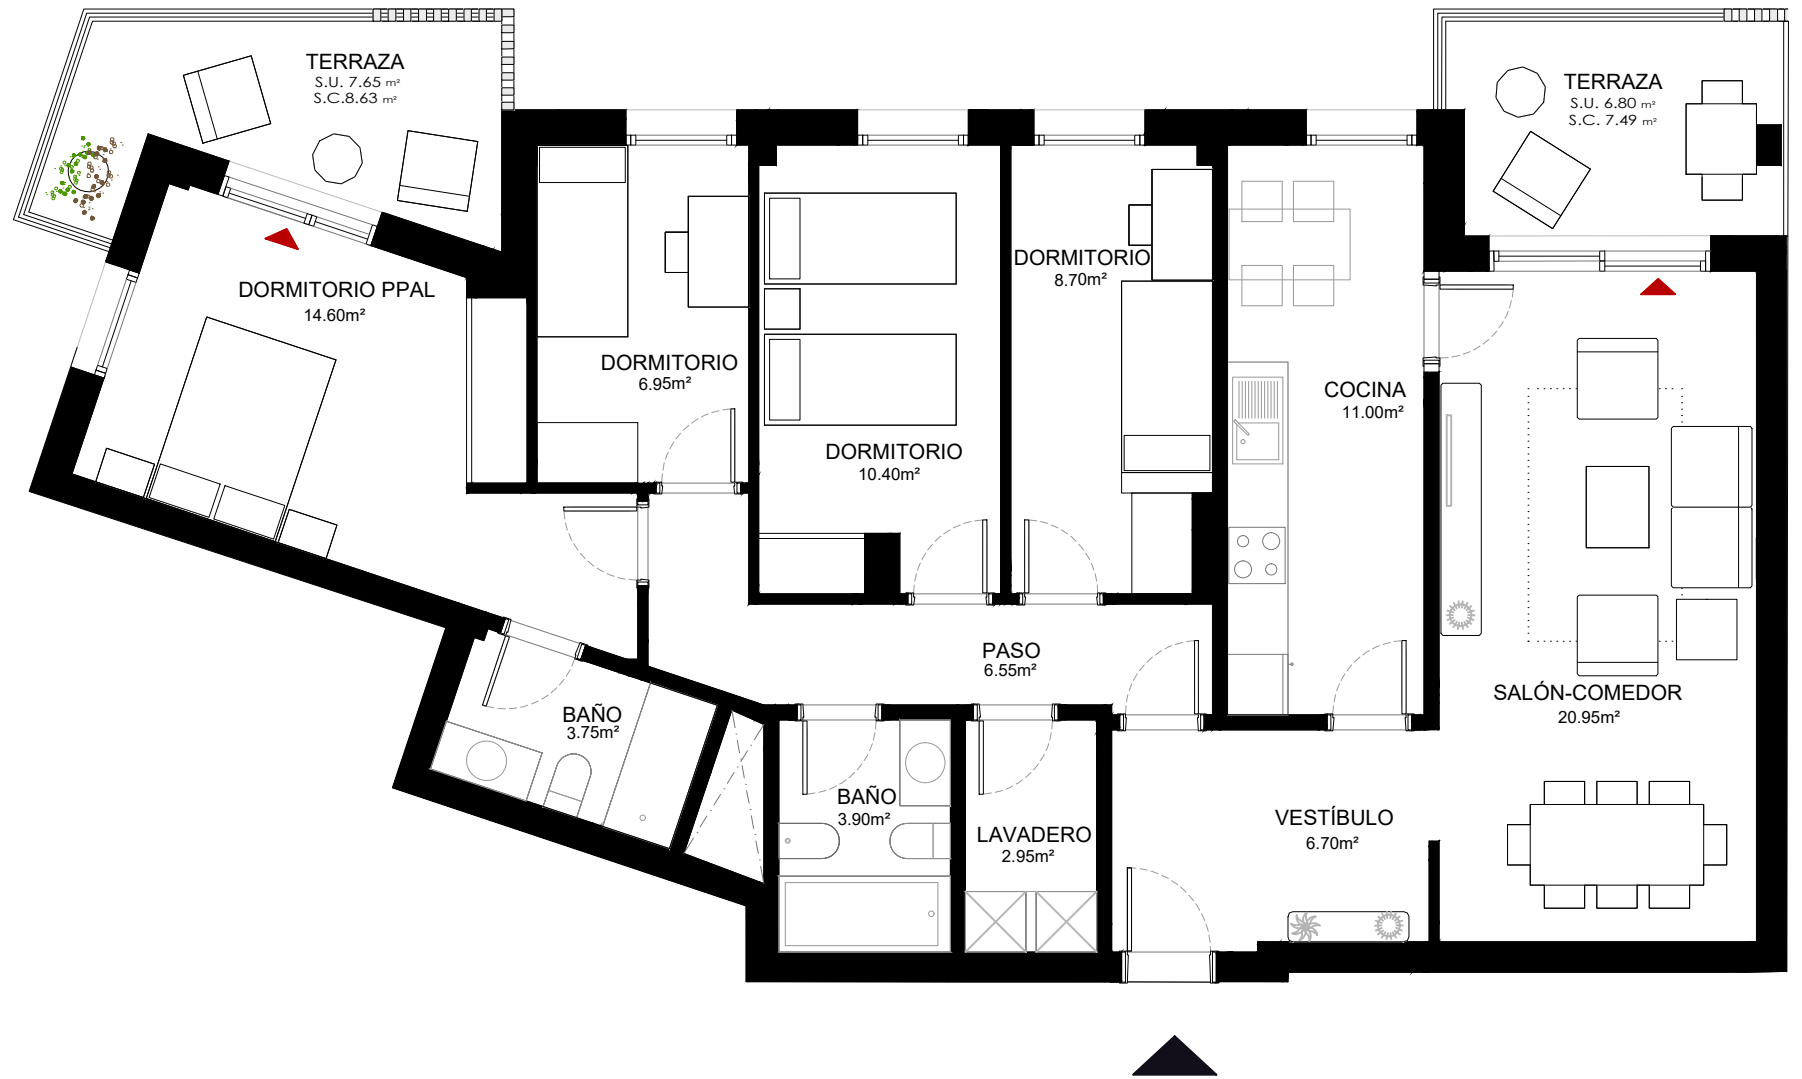 TERRAZA
S.U. 7.65 m²
S.C.8.63 m²
TERRAZA
S.U. 6.80 m²
S.C. 7.49 m²
DORMITORIO PPAL
14.60m²
DORMITORIO
6.95m²
DORMITORIO
10.40m²
DORMITORIO
8.70m²
COCINA
11.00m²
PASO
6.55m²
SALÓN-COMEDOR
20.95m²
BAÑO
3.75m²
BAÑO
3.90m²
LAVADERO
2.95m²
VESTÍBULO
6.70m²